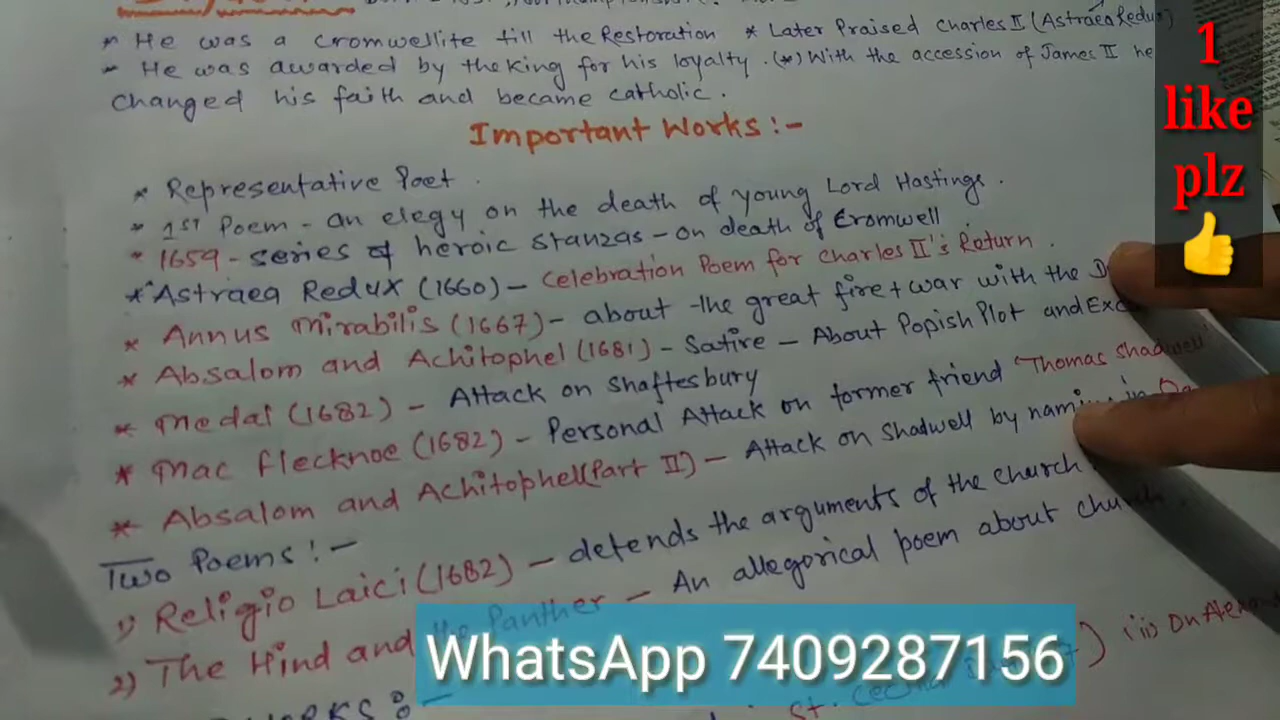 * He was a Cromwellite till the Restoration * Later Praised Charles II (Astraea Redux)
* He was awarded by the king for his loyalty. (*) With the accession of James II he
changed his faith and became catholic.
Important Works:-
* Representative Poet.
* 1st Poem - an elegy on the death of young Lord Hastings.
* 1659 - series of heroic stanzas - on death of Cromwell
* Astraea Redux (1660) - Celebration Poem for Charles II's Return.
* Annus Mirabilis (1667) - about the great fire + war with the D
* Absalom and Achitophel (1681) - Satire - About Popish Plot and Exc
* Medal (1682) - Attack on Shaftesbury
* Mac Flecknoe (1682) - Personal Attack on former friend 'Thomas Shadwell'
* Absalom and Achitophel (Part II) - Attack on Shadwell by naming
Two Poems:-
1) Religio Laici (1682) - defends the arguments of the church
2) The Hind and the Panther - An allegorical poem about church.
St. (ii) On
1
like
plz
WhatsApp 7409287156